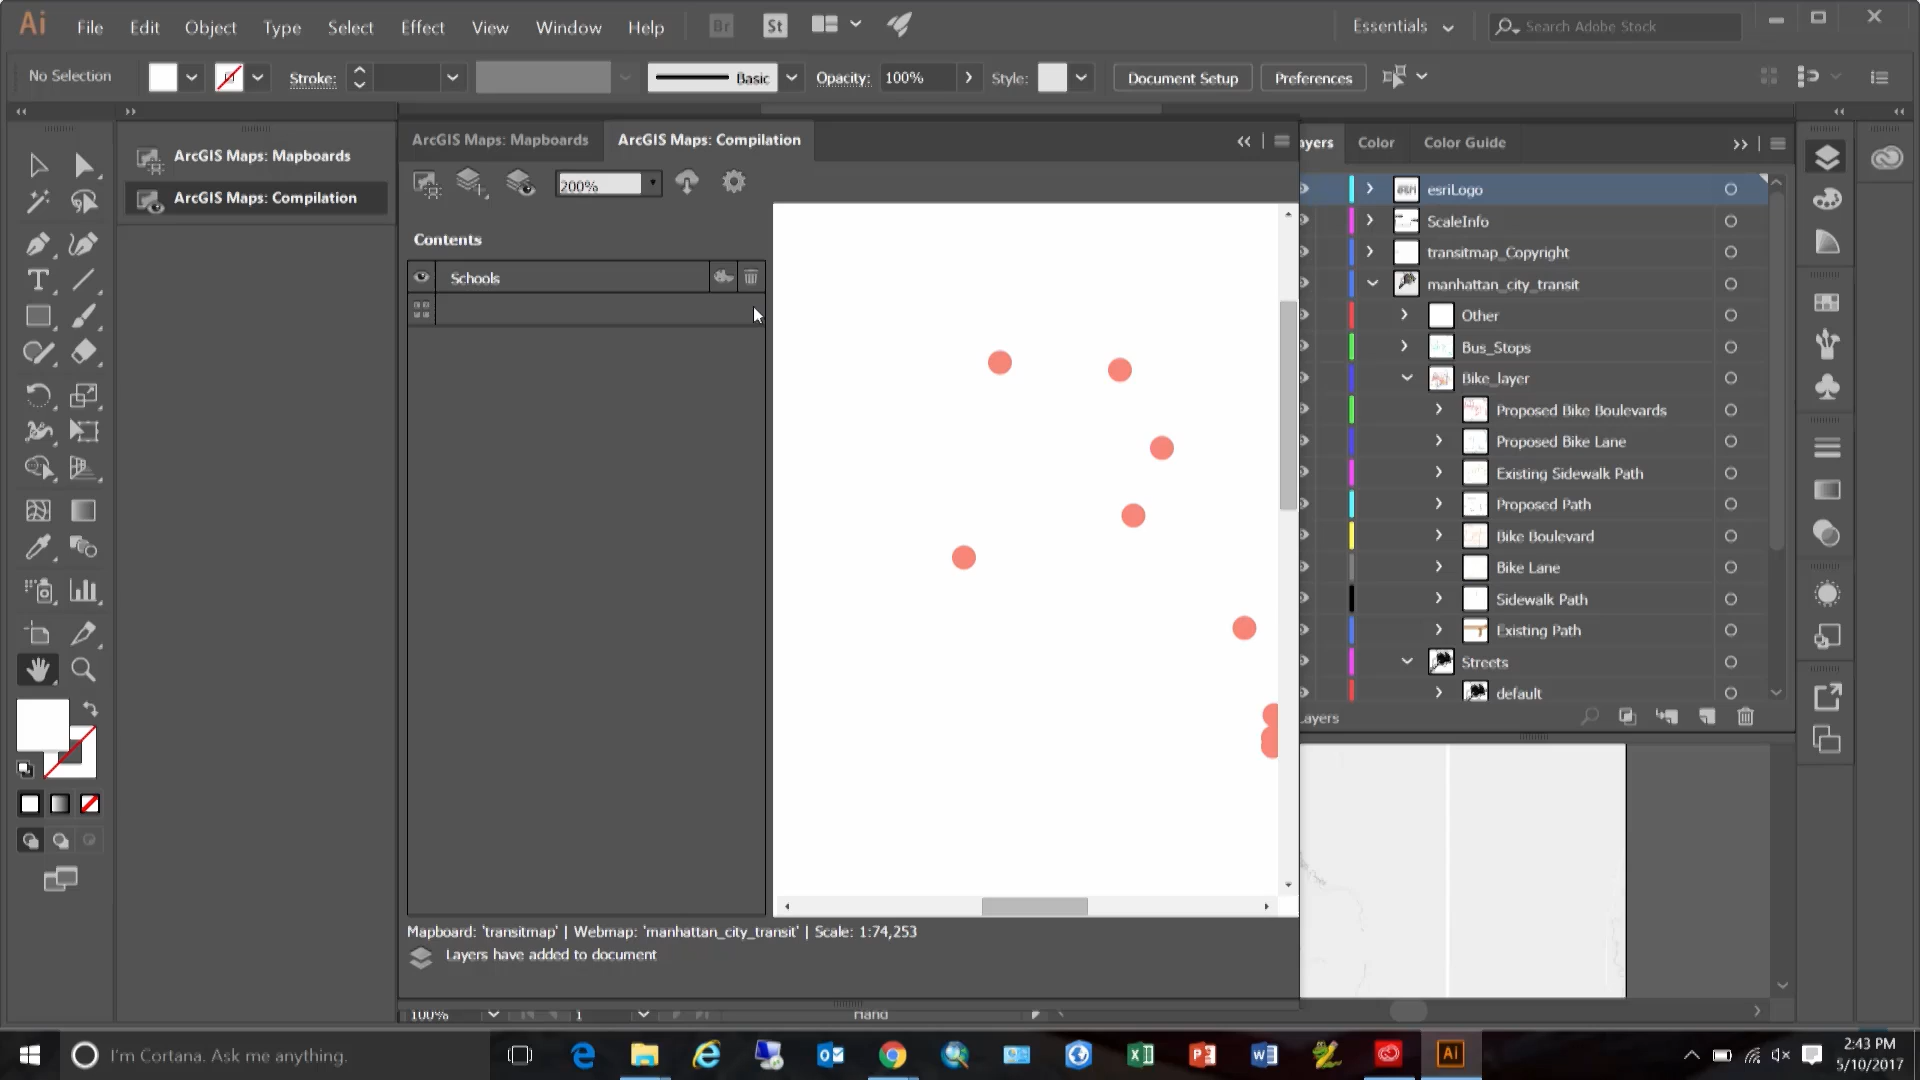 Ai File Edit Object Type Select Effect View Window Help Br St Essentials Search Adobe Stock
No Selection Stroke: Basic Opacity: 100% Style: Document Setup Preferences
ArcGIS Maps: Mapboards
ArcGIS Maps: Compilation
ArcGIS Maps: Mapboards ArcGIS Maps: Compilation
200%
Contents
Schools
Mapboard: 'transitmap' | Webmap: 'manhattan_city_transit' | Scale: 1:74,253
Layers have added to document
ayers Color Color Guide
esriLogo
ScaleInfo
transitmap_Copyright
manhattan_city_transit
Other
Bus_Stops
Bike_layer
Proposed Bike Boulevards
Proposed Bike Lane
Existing Sidewalk Path
Proposed Path
Bike Boulevard
Bike Lane
Sidewalk Path
Existing Path
Streets
default
ayers
100% 1 Hand
I'm Cortana. Ask me anything.
2:43 PM
5/10/2017